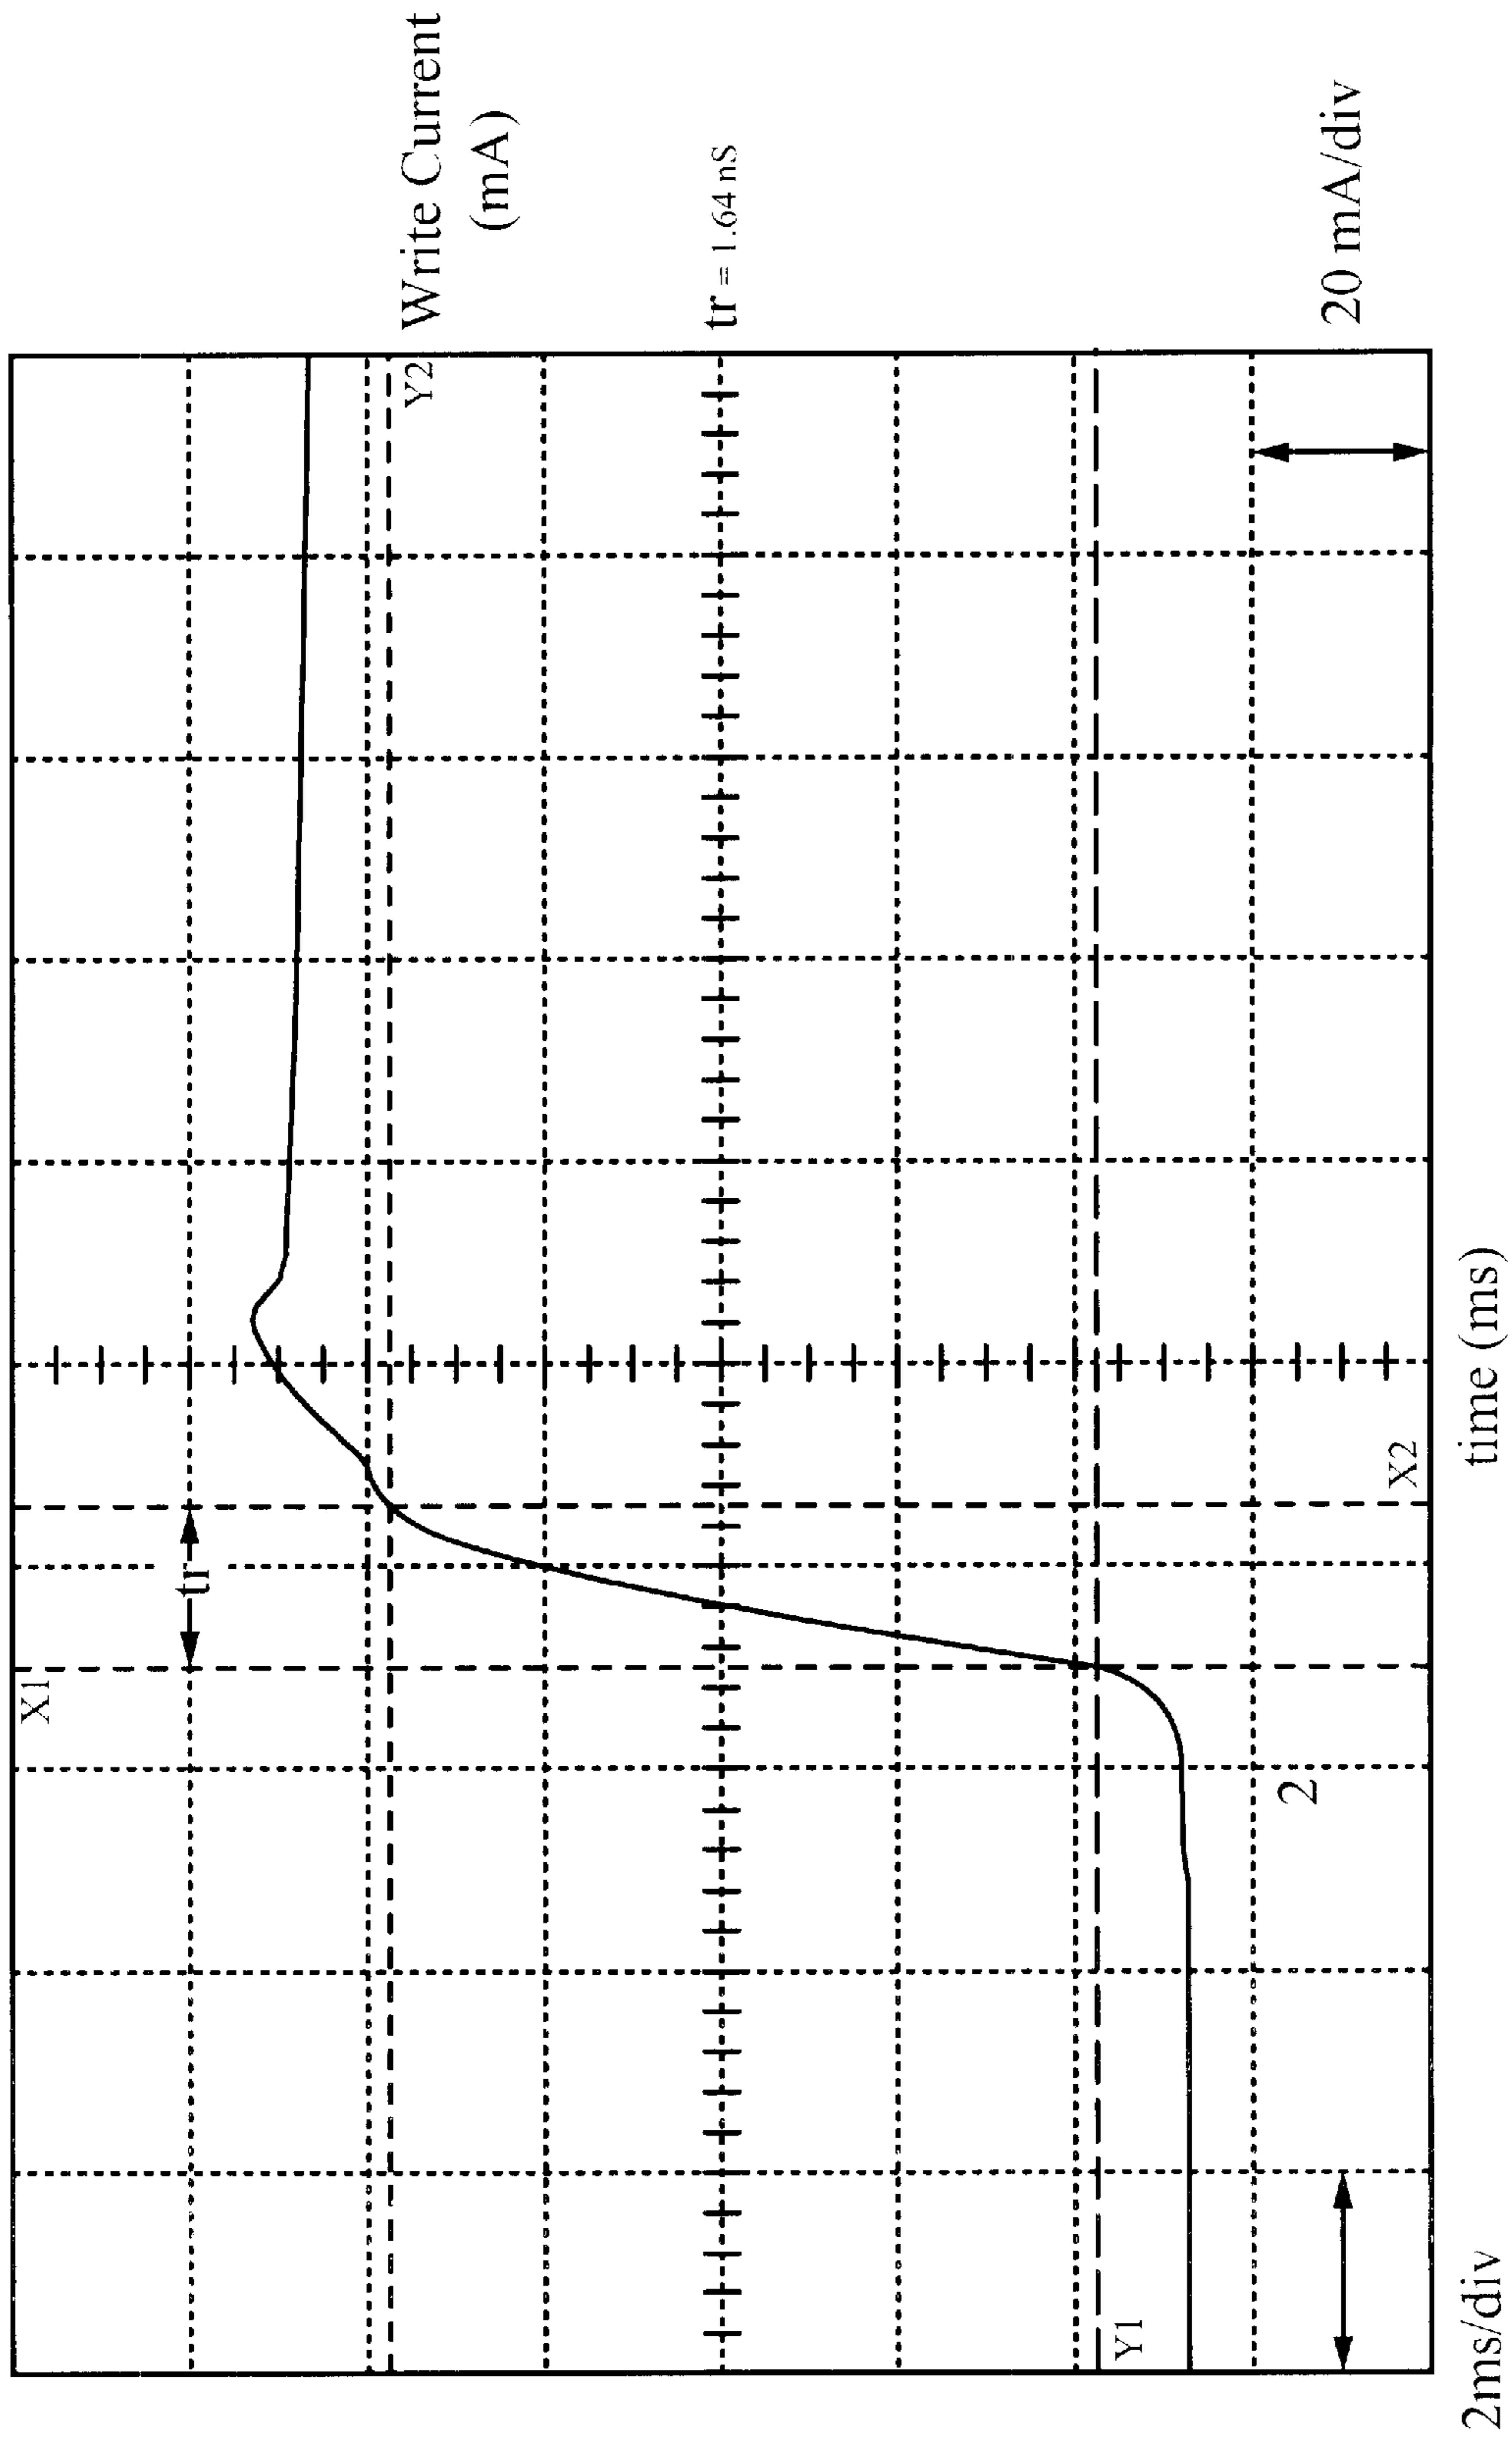 Write Current
(mA)
tr = 1.64 nS
20 mA/div
Y2
X1
tr
X2
2
Y1
time (ms)
2ms/div